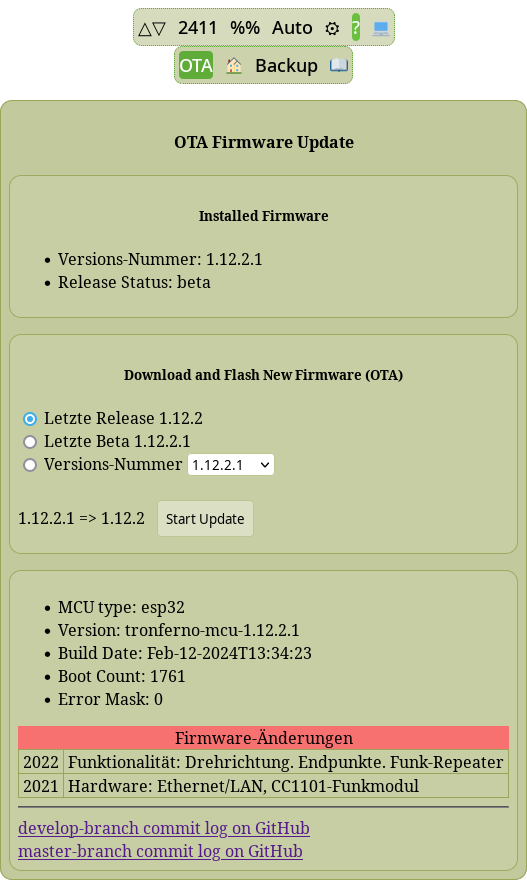 △▽ 2411 %% Auto ⚙ ?
OTA Backup
OTA Firmware Update
Installed Firmware
• Versions-Nummer: 1.12.2.1
• Release Status: beta
Download and Flash New Firmware (OTA)
Letzte Release 1.12.2
Letzte Beta 1.12.2.1
Versions-Nummer 1.12.2.1
1.12.2.1 => 1.12.2 Start Update
• MCU type: esp32
• Version: tronferno-mcu-1.12.2.1
• Build Date: Feb-12-2024T13:34:23
• Boot Count: 1761
• Error Mask: 0
Firmware-Änderungen
2022 Funktionalität: Drehrichtung. Endpunkte. Funk-Repeater
2021 Hardware: Ethernet/LAN, CC1101-Funkmodul
develop-branch commit log on GitHub
master-branch commit log on GitHub